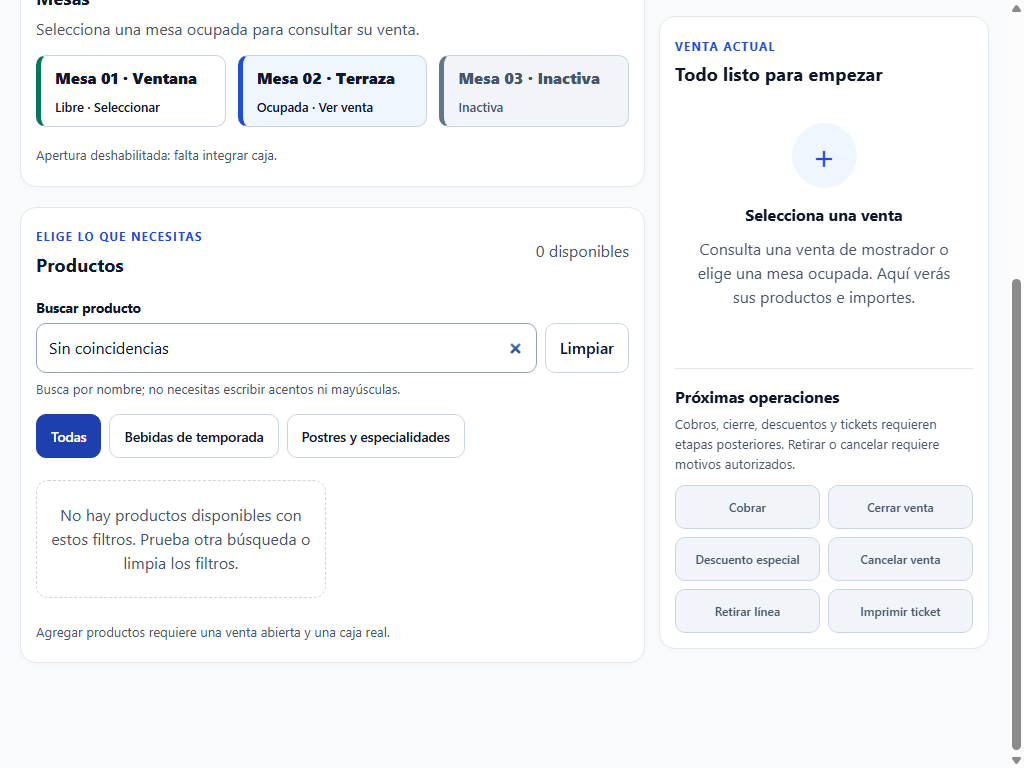 Mesas
Selecciona una mesa ocupada para consultar su venta.
Mesa 01 · Ventana
Libre · Seleccionar
Mesa 02 · Terraza
Ocupada · Ver venta
Mesa 03 · Inactiva
Inactiva
Apertura deshabilitada: falta integrar caja.
ELIGE LO QUE NECESITAS
Productos
0 disponibles
Buscar producto
Sin coincidencias
Limpiar
Busca por nombre; no necesitas escribir acentos ni mayúsculas.
Todas
Bebidas de temporada
Postres y especialidades
No hay productos disponibles con
estos filtros. Prueba otra búsqueda o
limpia los filtros.
Agregar productos requiere una venta abierta y una caja real.
VENTA ACTUAL
Todo listo para empezar
+
Selecciona una venta
Consulta una venta de mostrador o
elige una mesa ocupada. Aquí verás
sus productos e importes.
Próximas operaciones
Cobros, cierre, descuentos y tickets requieren
etapas posteriores. Retirar o cancelar requiere
motivos autorizados.
Cobrar
Cerrar venta
Descuento especial
Cancelar venta
Retirar línea
Imprimir ticket